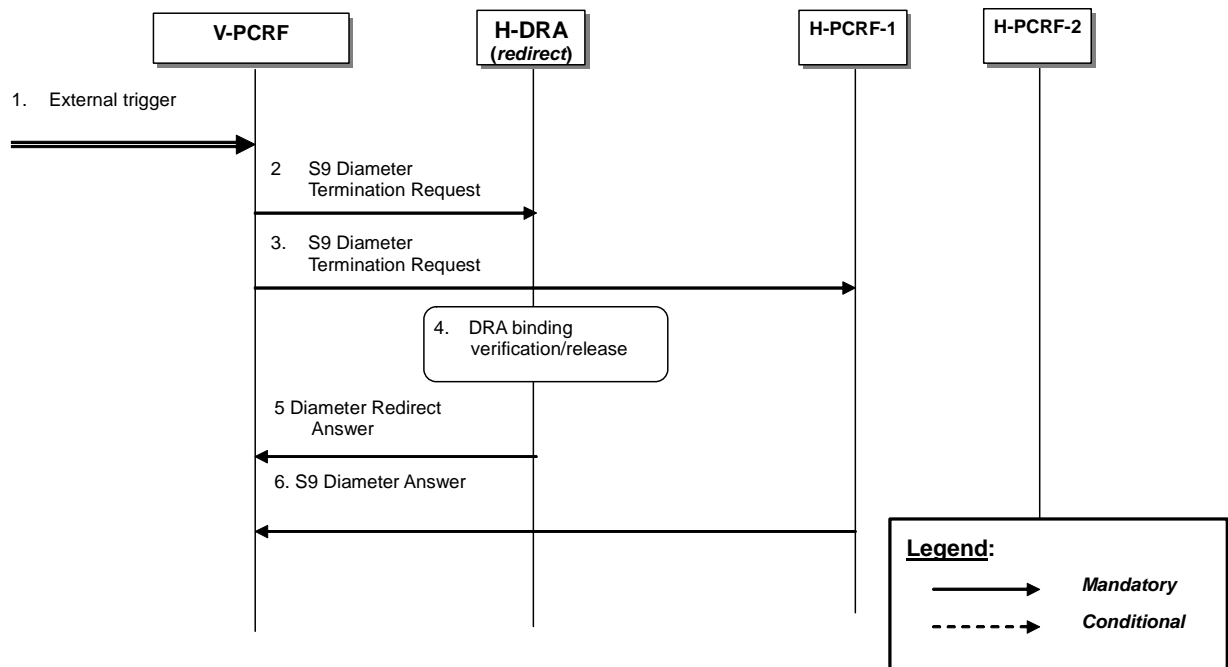 V-PCRF
H-DRA
(redirect)
H-PCRF-1
H-PCRF-2
1. External trigger
2 S9 Diameter
Termination Request
3. S9 Diameter
Termination Request
4. DRA binding
verification/release
5 Diameter Redirect
Answer
6. S9 Diameter Answer
Legend:
Mandatory
Conditional